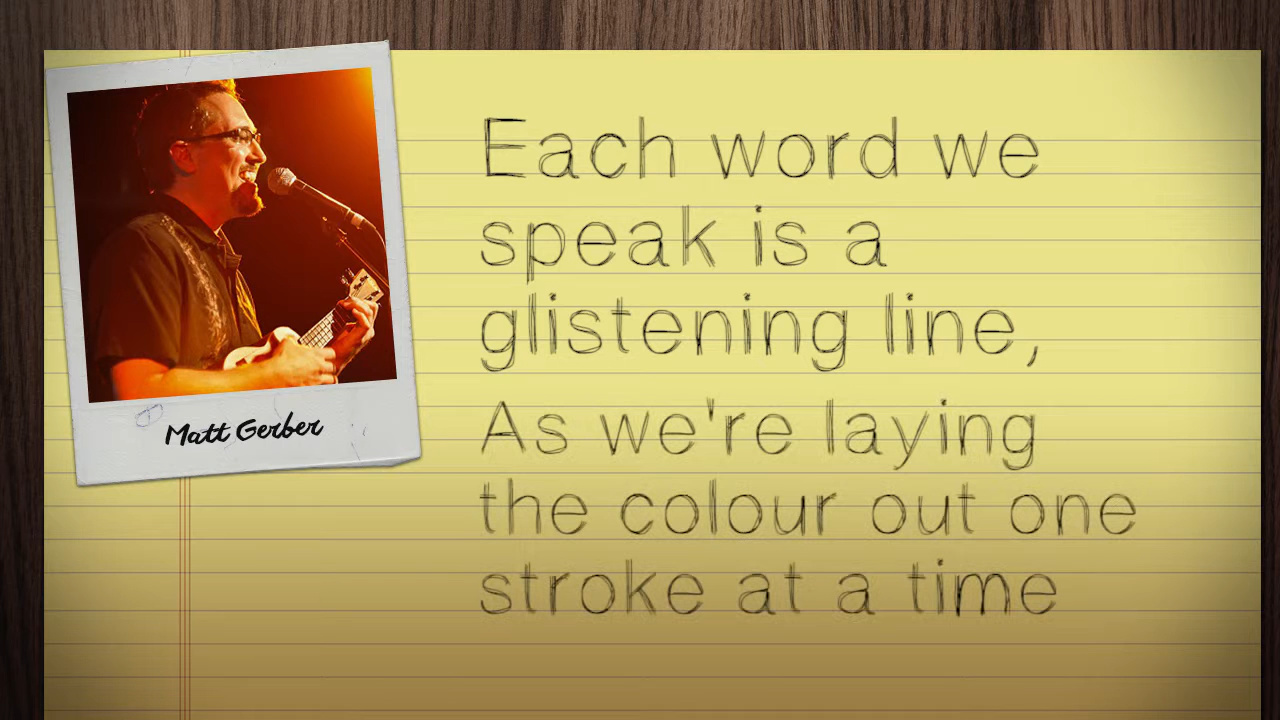 Matt Gerber
Each word we
speak is a
glistening line,
As we're laying
the colour out one
stroke at a time